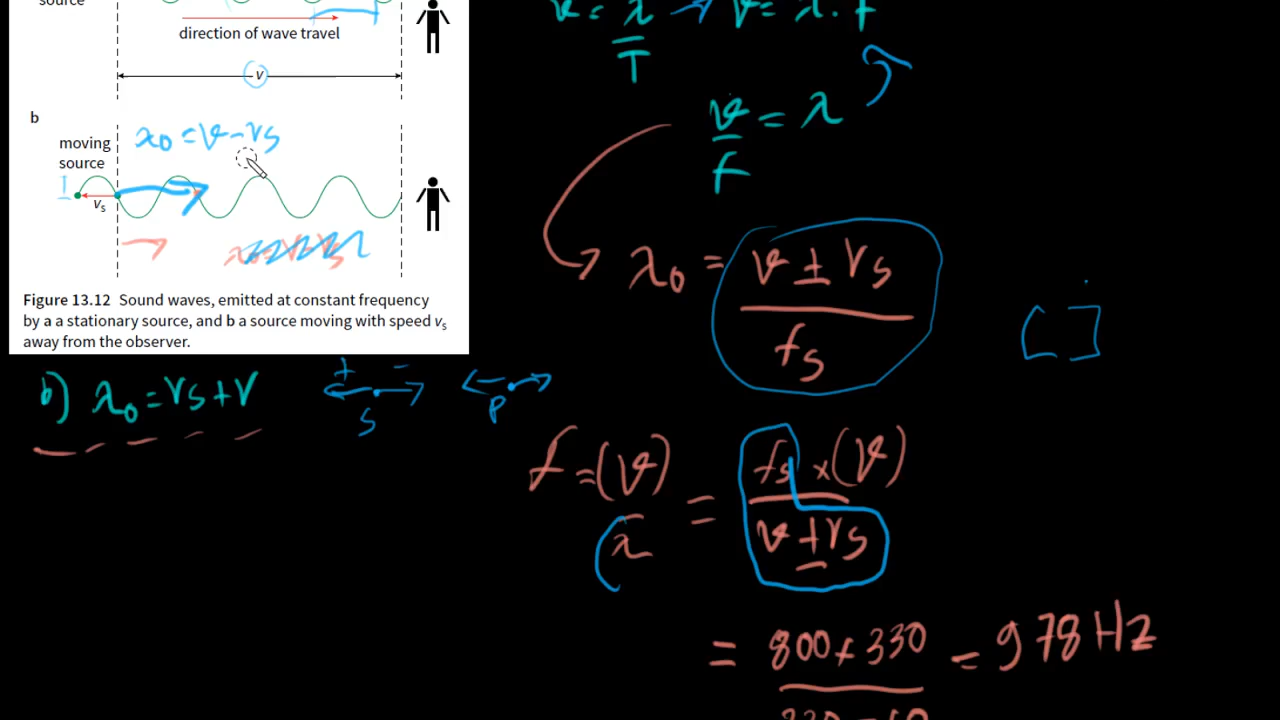 source
direction of wave travel
v
b
λ0 = v - vs
moving
source
vs
Figure 13.12 Sound waves, emitted at constant frequency
by a a stationary source, and b a source moving with speed vs
away from the observer.
b) λ0 = vs + v
+ -
S
P
v = λ / T → v = λ . f
v / f = λ
λ0 = v ± vs / fs
[ ]
f = (v) / λ = fs × (v) / v ± vs
= 800 × 330 / 330 - 60 = 978 Hz